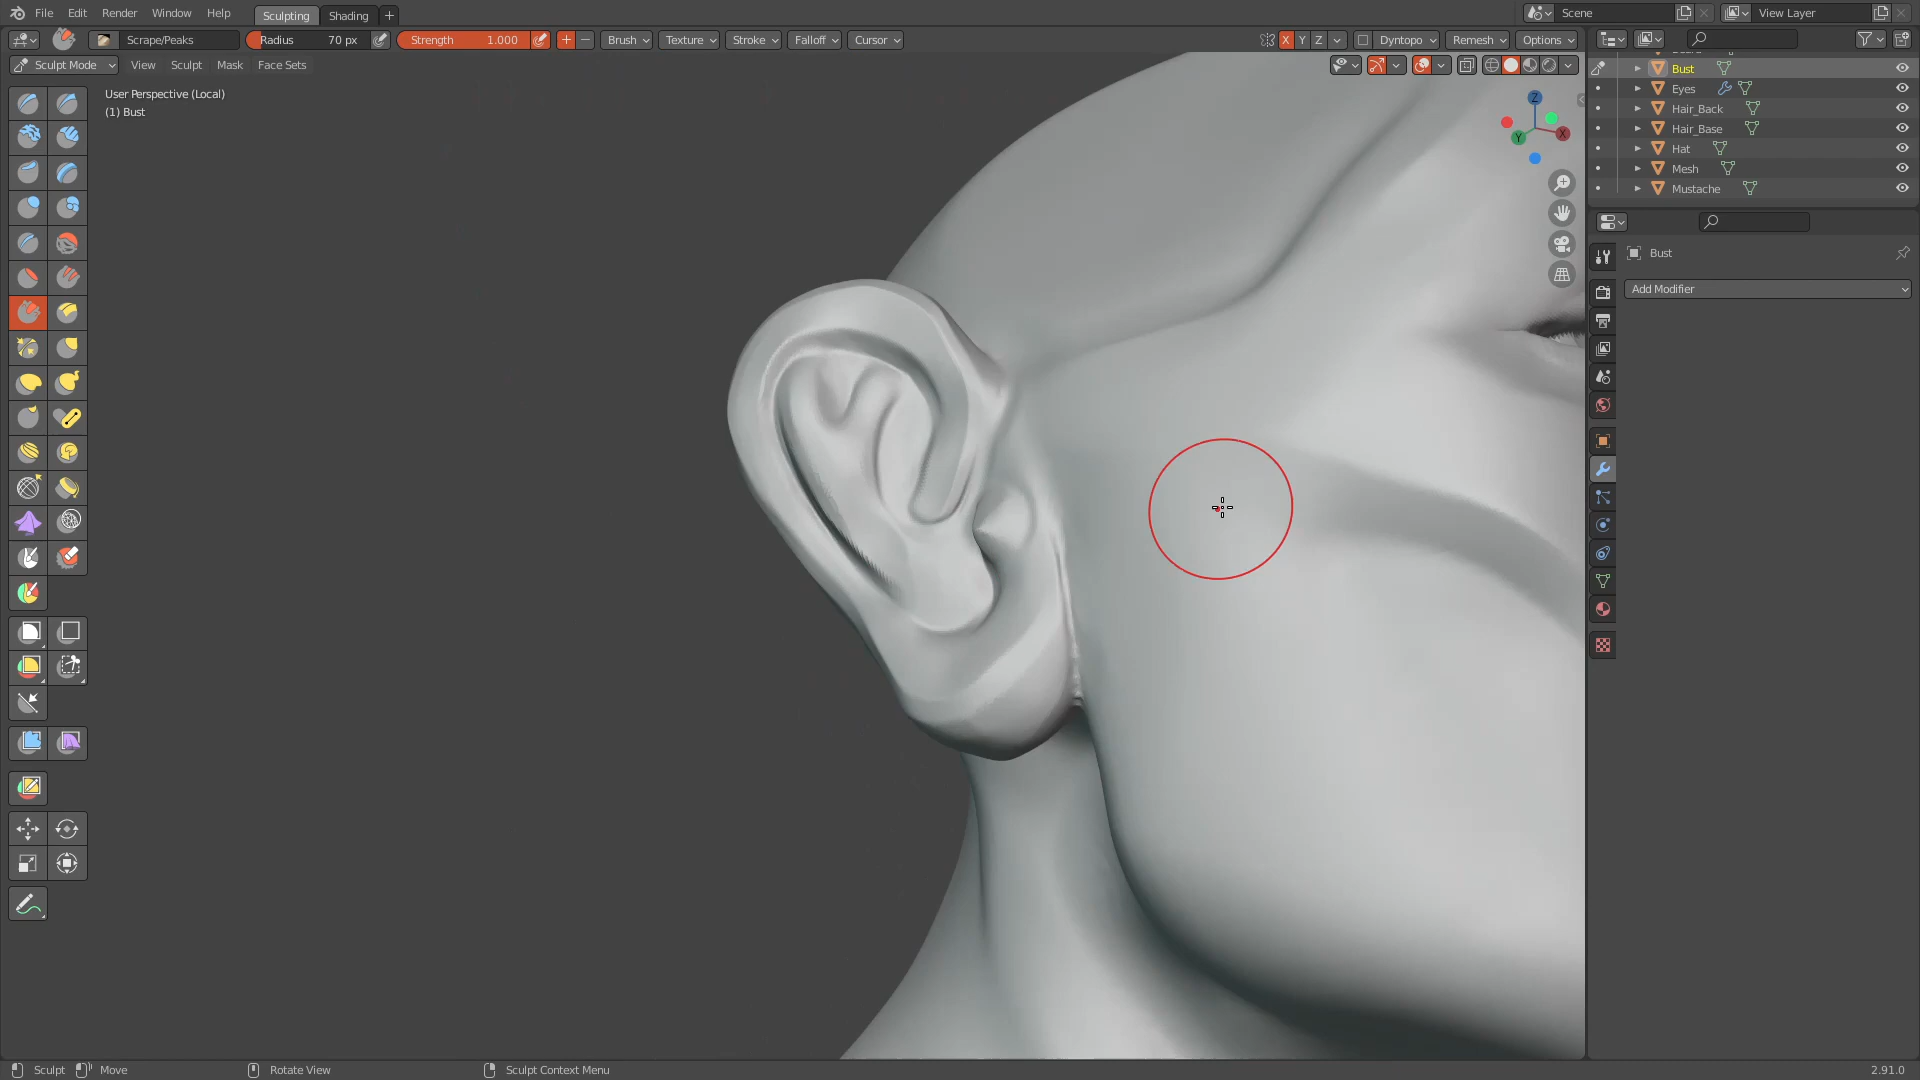 File Edit Render Window Help Sculpting Shading + Scene View Layer
Scrape/Peaks Radius 70 px Strength 1.000 + − Brush Texture Stroke Falloff Cursor X Y Z Dyntopo Remesh Options
Sculpt Mode View Sculpt Mask Face Sets
User Perspective (Local)
(1) Bust
Z
X
Y
Bust
Eyes
Hair_Back
Hair_Base
Hat
Mesh
Mustache
Bust
Add Modifier
Sculpt Move Rotate View Sculpt Context Menu 2.91.0